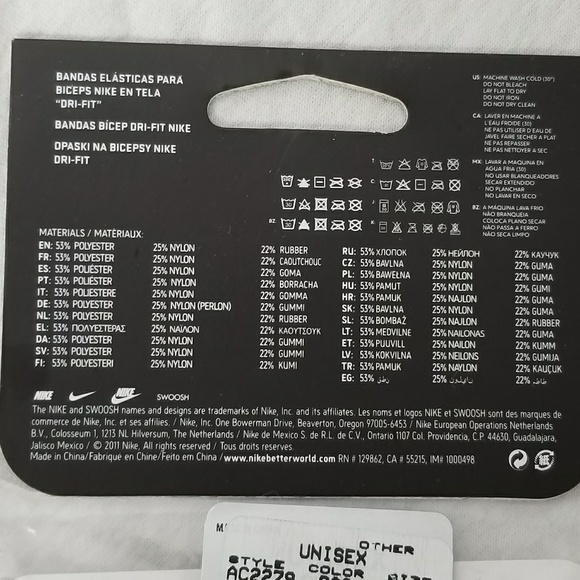 BANDAS ELÁSTICAS PARA
BICEPS NIKE EN TELA
"DRI-FIT"
BANDAS BÍCEP DRI-FIT NIKE
OPASKI NA BICEPSY NIKE
DRI-FIT
US: MACHINE WASH COLD (30°)
DO NOT BLEACH
LAY FLAT TO DRY
DO NOT IRON
DO NOT DRY CLEAN
CA: LAVER EN MACHINE A
L'EAU FROIDE (30)
NE PAS UTILISER D'EAU DE
JAVEL FAIRE SECHER A PLAT
NE PAS REPASSER
NE PAS NETTOYER A SEC
MX: LAVAR A MAQUINA EN
AGUA FRIA (30)
NO USAR BLANQUEADORES
SECAR EXTENDIDO
NO PLANCHAR
NO LAVAR EN SECO
BZ: A MÁQUINA LAVA FRIO
NÃO BRANQUEIA
COLOCA PLANO SECAR
NÃO PASSA A FERRO
NÃO SECA LIMPO
MATERIALS / MATÉRIAUX:
EN: 53% POLYESTER 25% NYLON 22% RUBBER
FR: 53% POLYESTER 25% NYLON 22% CAOUTCHOUC
ES: 53% POLIÉSTER 25% NYLON 22% GOMA
PT: 53% POLIÉSTER 25% NYLON 22% BORRACHA
IT: 53% POLIESTERE 25% NYLON 22% GOMMA
DE: 53% POLYESTER 25% NYLON (PERLON) 22% GUMMI
NL: 53% POLYESTER 25% NYLON 22% RUBBER
EL: 53% ΠΟΛΥΕΣΤΕΡΑΣ 25% ΝΑΪΛΟΝ 22% ΚΑΟΥΤΣΟΥΚ
DA: 53% POLYESTER 25% NYLON 22% GUMMI
SV: 53% POLYESTER 25% NYLON 22% GUMMI
FI: 53% POLYESTER 25% NYLON 22% KUMI
RU: 53% ХЛОПОК 25% НЕЙЛОН 22% КАУЧУК
CZ: 53% BAVLNA 25% NYLON 22% GUMA
PL: 53% BAWEŁNA 25% NYLON 22% GUMA
HU: 53% PAMUT 25% NYLON 22% GUMI
HR: 53% PAMUK 25% NAJLON 22% GUMA
SK: 53% BAVLNA 25% NYLON 22% GUMA
SL: 53% BOMBAŽ 25% NAJLON 22% RUBBER
LT: 53% MEDVILNE 25% NAILONAS 22% GUMA
ET: 53% PUUVILL 25% NAILON 22% KUMM
LV: 53% KOKVILNA 25% NEILONS 22% GUMIJA
TR: 53% PAMUK 25% NAYLON 22% KAUÇUK
EG: 53% قطن 25% 22% مطاط
NIKE NIKE SWOOSH
The NIKE and SWOOSH names and designs are trademarks of Nike, Inc. and its affiliates. Les noms et logos NIKE et SWOOSH sont des marques de
commerce de Nike, Inc. et ses affilies. / Nike, Inc. One Bowerman Drive, Beaverton, Oregon 97005-6453 / Nike European Operations Netherlands
B.V., Colosseum 1, 1213 NL Hilversum, The Netherlands / Nike de Mexico S. de R.L. de C.V., Ontario 1107 Col. Providencia, C.P. 44630, Guadalajara,
Jalisco Mexico / © 2011 Nike, All rights reserved. / Tous droits reserves.
Made in China/Fabriqué en Chine/Feito em China / www.nikebetterworld.com RN # 129862, CA # 55215, IM# 1000498
OTHER
UNISEX
STYLE COLOR
AC2279